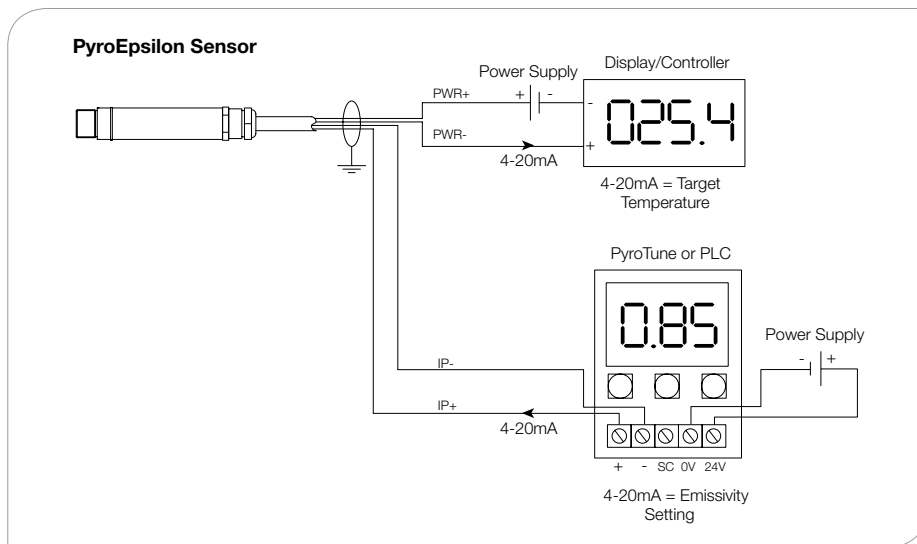 PyroEpsilon Sensor
Display/Controller
Power Supply
PWR+
+ -
-
025.4
PWR-
+
4-20mA
4-20mA = Target
Temperature
PyroTune or PLC
0.85
Power Supply
- +
IP-
IP+
4-20mA
+ - SC 0V 24V
4-20mA = Emissivity
Setting